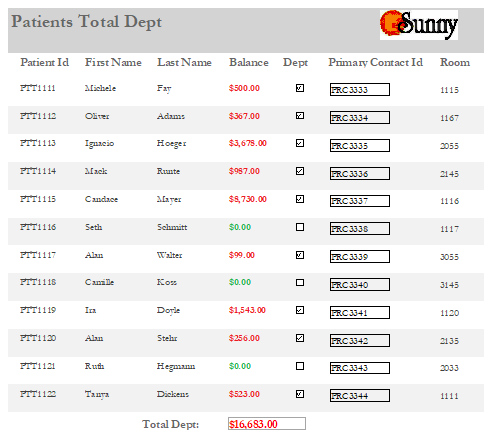 Patients Total Dept
Sunny
Patient Id First Name Last Name Balance Dept Primary Contact Id Room
PTT1111 Michele Fay $500.00 PRC3333 1115
PTT1112 Oliver Adams $367.00 PRC3334 1167
PTT1113 Ignacio Hoeger $3,678.00 PRC3335 2055
PTT1114 Mack Runte $987.00 PRC3336 2145
PTT1115 Candace Mayer $8,730.00 PRC3337 1116
PTT1116 Seth Schmitt $0.00 PRC3338 1117
PTT1117 Alan Walter $99.00 PRC3339 3055
PTT1118 Camille Koss $0.00 PRC3340 3145
PTT1119 Ira Doyle $1,543.00 PRC3341 1120
PTT1120 Alan Stehr $256.00 PRC3342 2135
PTT1121 Ruth Hegmann $0.00 PRC3343 2033
PTT1122 Tanya Dickens $523.00 PRC3344 1111
Total Dept: $16,683.00